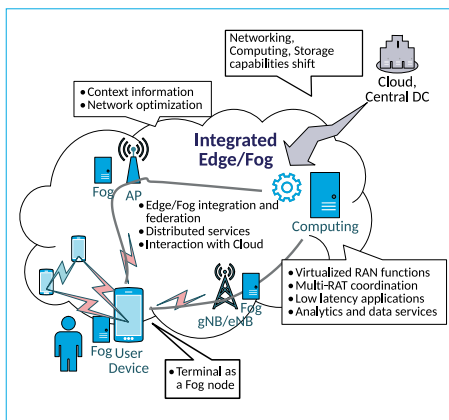 Networking,
Computing, Storage
capabilities shift
Cloud,
Central DC
• Context information
• Network optimization
Integrated
Edge/Fog
Fog
AP
• Edge/Fog integration and
federation
• Distributed services
• Interaction with Cloud
Computing
• Virtualized RAN functions
• Multi-RAT coordination
• Low latency applications
• Analytics and data services
Fog
gNB/eNB
Fog
User
Device
• Terminal as
a Fog node